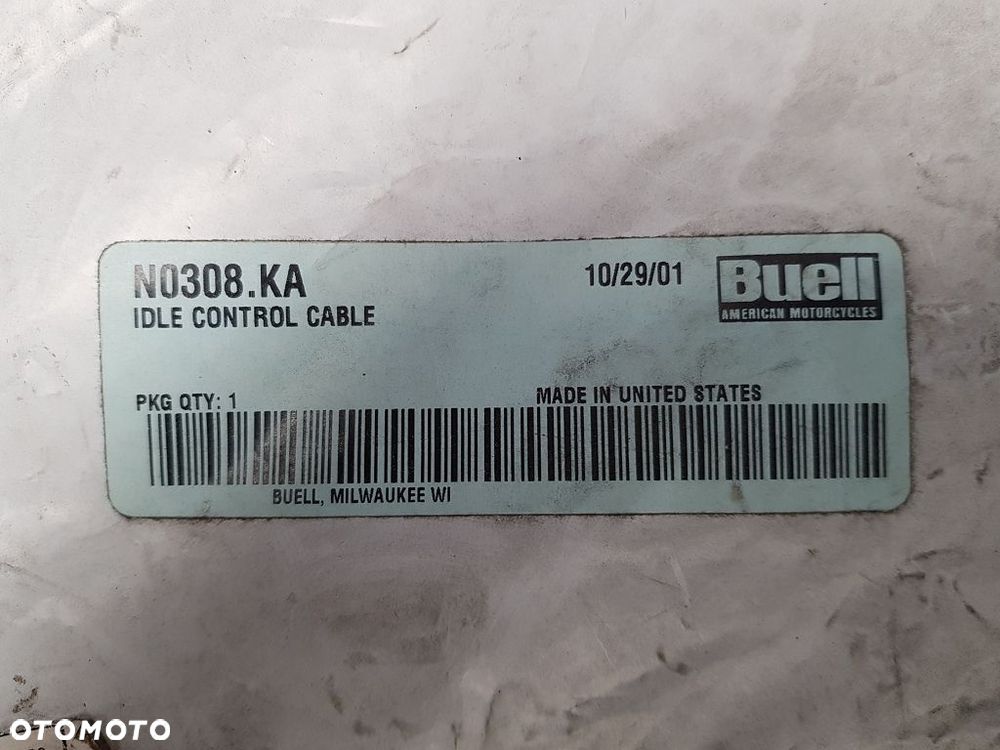 N0308.KA
10/29/01
Buell
AMERICAN MOTORCYCLES
IDLE CONTROL CABLE
PKG QTY: 1
MADE IN UNITED STATES
BUELL, MILWAUKEE WI
OTOMOTO